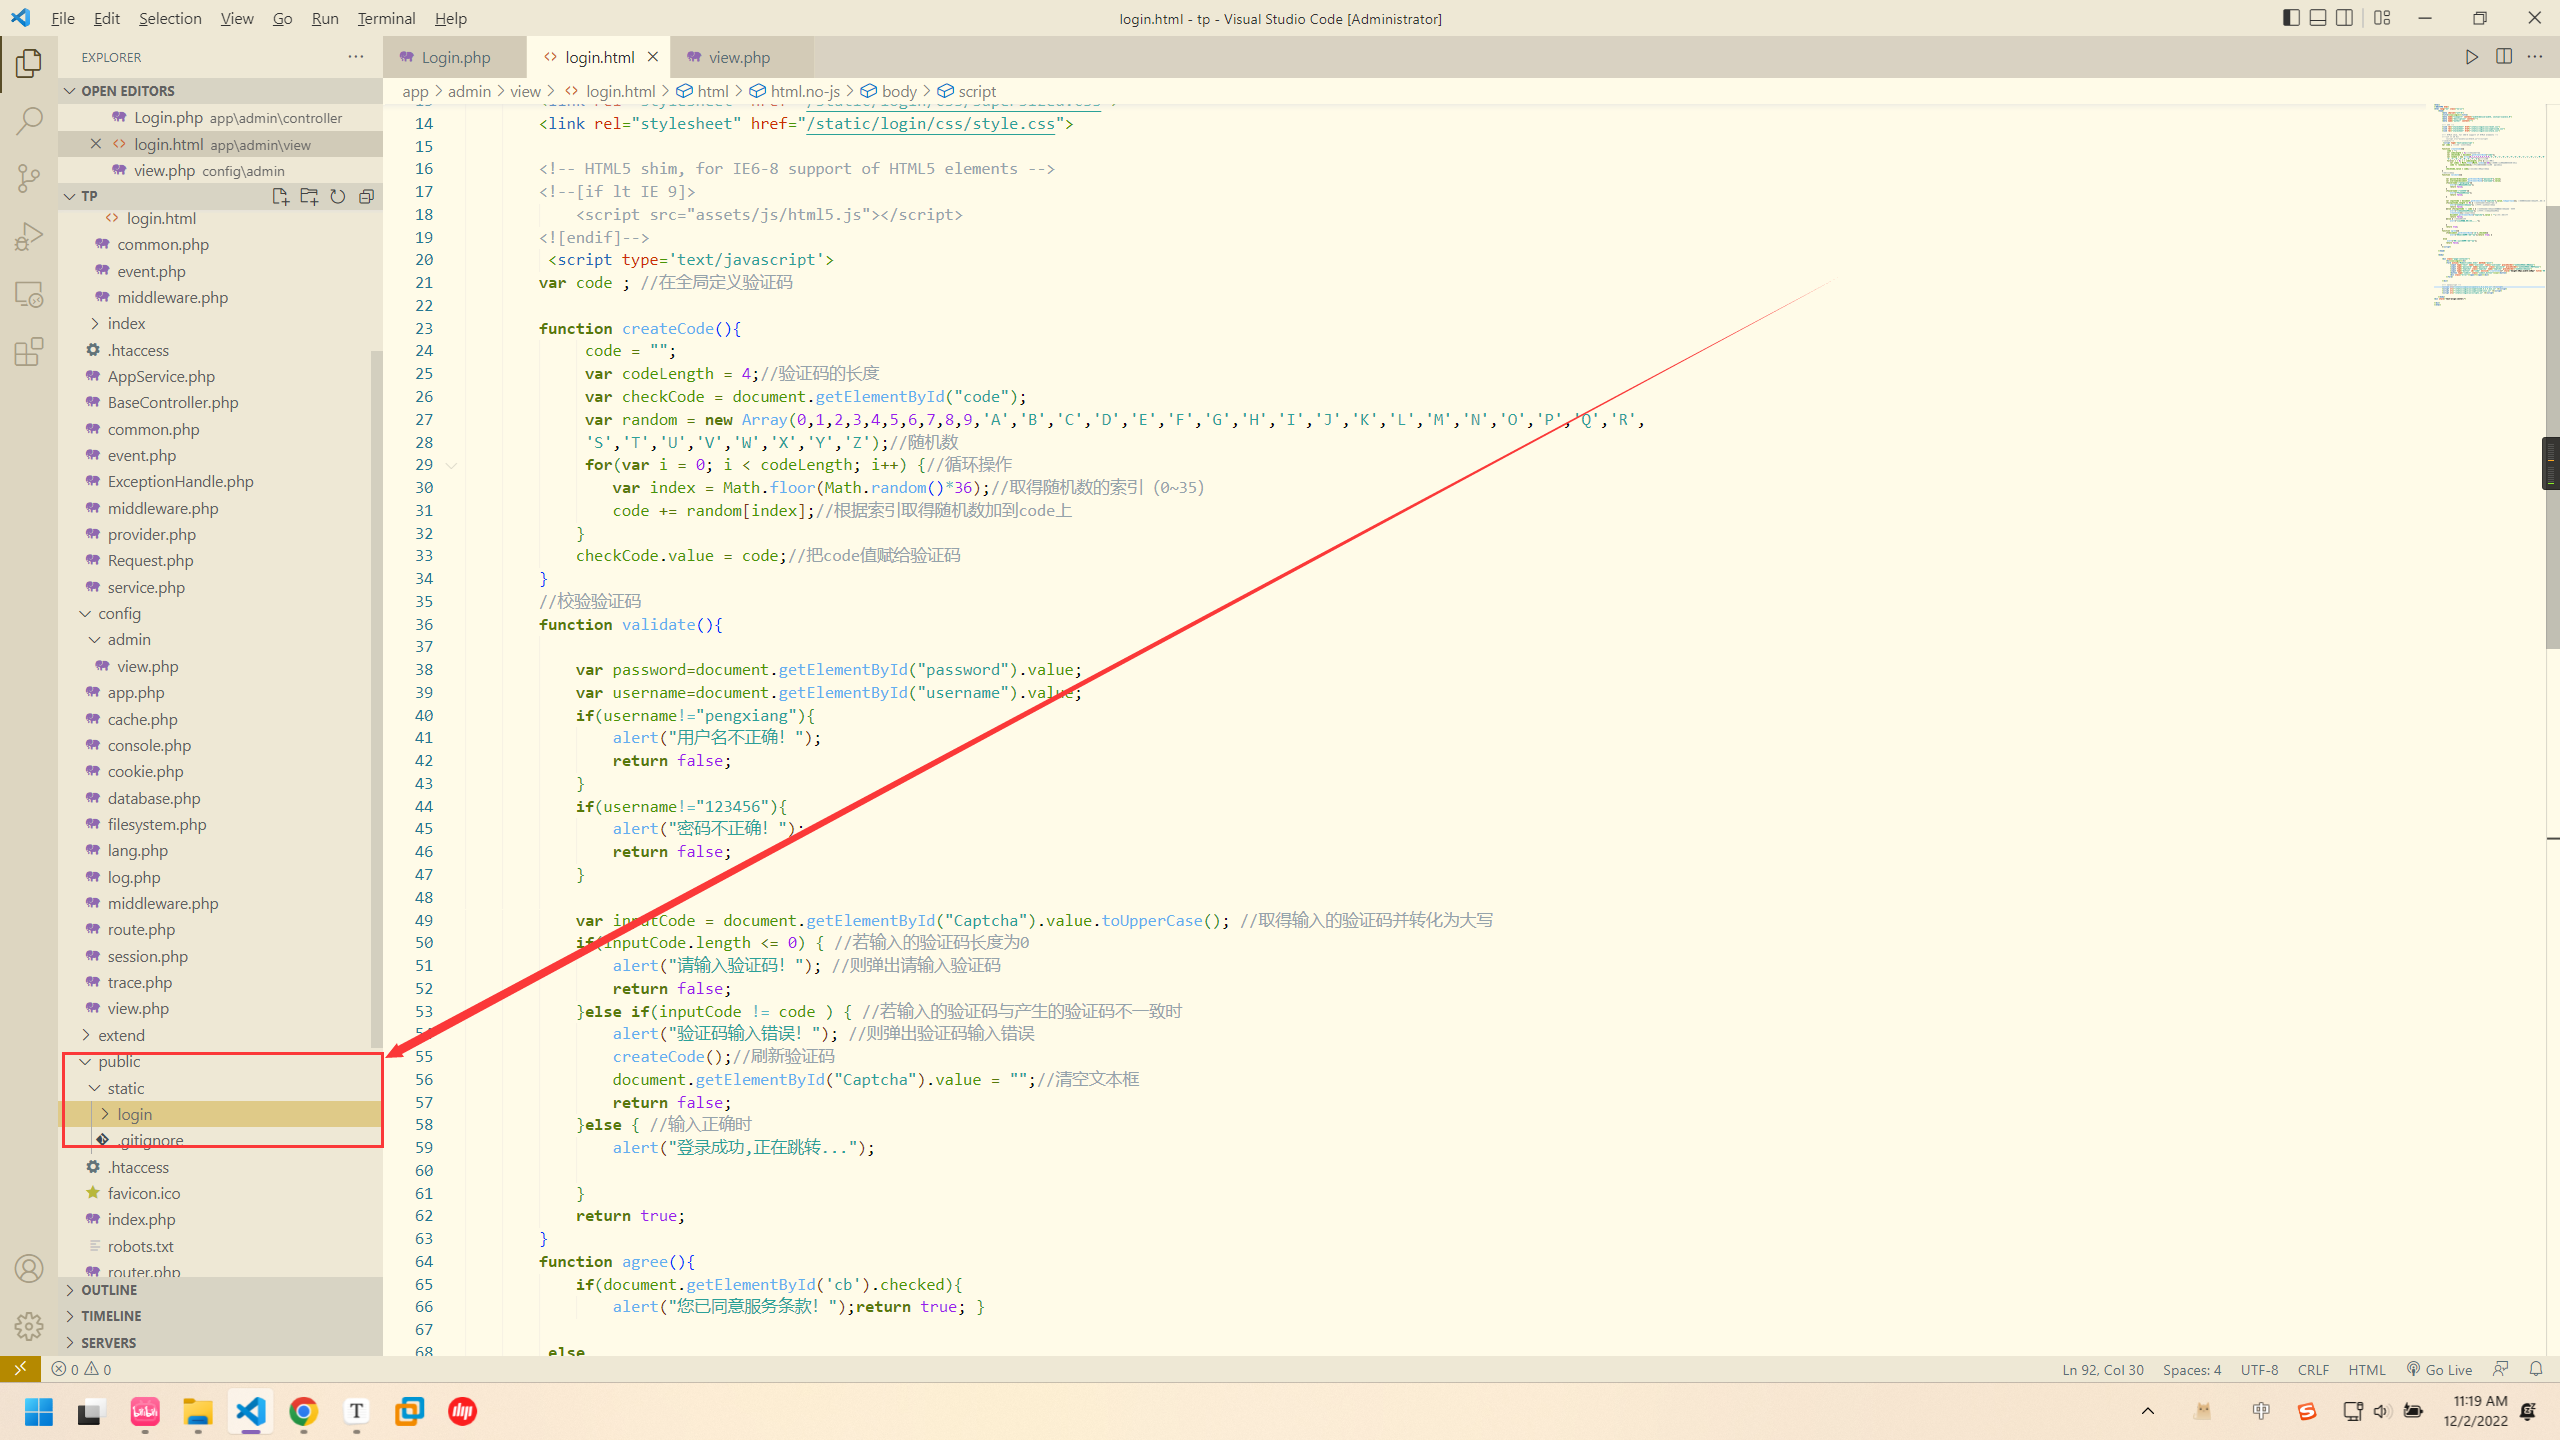 File Edit Selection View Go Run Terminal Help
login.html - tp - Visual Studio Code [Administrator]
EXPLORER
OPEN EDITORS
Login.php app\admin\controller
login.html app\admin\view
view.php config\admin
TP
login.html
common.php
event.php
middleware.php
index
.htaccess
AppService.php
BaseController.php
common.php
event.php
ExceptionHandle.php
middleware.php
provider.php
Request.php
service.php
config
admin
view.php
app.php
cache.php
console.php
cookie.php
database.php
filesystem.php
lang.php
log.php
middleware.php
route.php
session.php
trace.php
view.php
extend
public
static
login
.gitignore
.htaccess
favicon.ico
index.php
robots.txt
router.php
OUTLINE
TIMELINE
SERVERS
Login.php login.html view.php
app > admin > view > login.html > html > html.no-js > body > script
13 <link rel="stylesheet" href="/static/login/css/supersized.css">
14 <link rel="stylesheet" href="/static/login/css/style.css">
15
16 <!-- HTML5 shim, for IE6-8 support of HTML5 elements -->
17 <!--[if lt IE 9]>
18 <script src="assets/js/html5.js"></script>
19 <![endif]-->
20 <script type='text/javascript'>
21 var code ; //在全局定义验证码
22
23 function createCode(){
24 code = "";
25 var codeLength = 4;//验证码的长度
26 var checkCode = document.getElementById("code");
27 var random = new Array(0,1,2,3,4,5,6,7,8,9,'A','B','C','D','E','F','G','H','I','J','K','L','M','N','O','P','Q','R',
28 'S','T','U','V','W','X','Y','Z');//随机数
29 for(var i = 0; i < codeLength; i++) {//循环操作
30 var index = Math.floor(Math.random()*36);//取得随机数的索引（0~35）
31 code += random[index];//根据索引取得随机数加到code上
32 }
33 checkCode.value = code;//把code值赋给验证码
34 }
35 //校验验证码
36 function validate(){
37
38 var password=document.getElementById("password").value;
39 var username=document.getElementById("username").value;
40 if(username!="pengxiang"){
41 alert("用户名不正确！");
42 return false;
43 }
44 if(username!="123456"){
45 alert("密码不正确！");
46 return false;
47 }
48
49 var inputCode = document.getElementById("Captcha").value.toUpperCase(); //取得输入的验证码并转化为大写
50 if(inputCode.length <= 0) { //若输入的验证码长度为0
51 alert("请输入验证码！"); //则弹出请输入验证码
52 return false;
53 }else if(inputCode != code ) { //若输入的验证码与产生的验证码不一致时
54 alert("验证码输入错误！"); //则弹出验证码输入错误
55 createCode();//刷新验证码
56 document.getElementById("Captcha").value = "";//清空文本框
57 return false;
58 }else { //输入正确时
59 alert("登录成功,正在跳转...");
60
61 }
62 return true;
63 }
64 function agree(){
65 if(document.getElementById('cb').checked){
66 alert("您已同意服务条款！");return true; }
67
68 else
0 0
Ln 92, Col 30 Spaces: 4 UTF-8 CRLF HTML Go Live
中
11:19 AM
12/2/2022